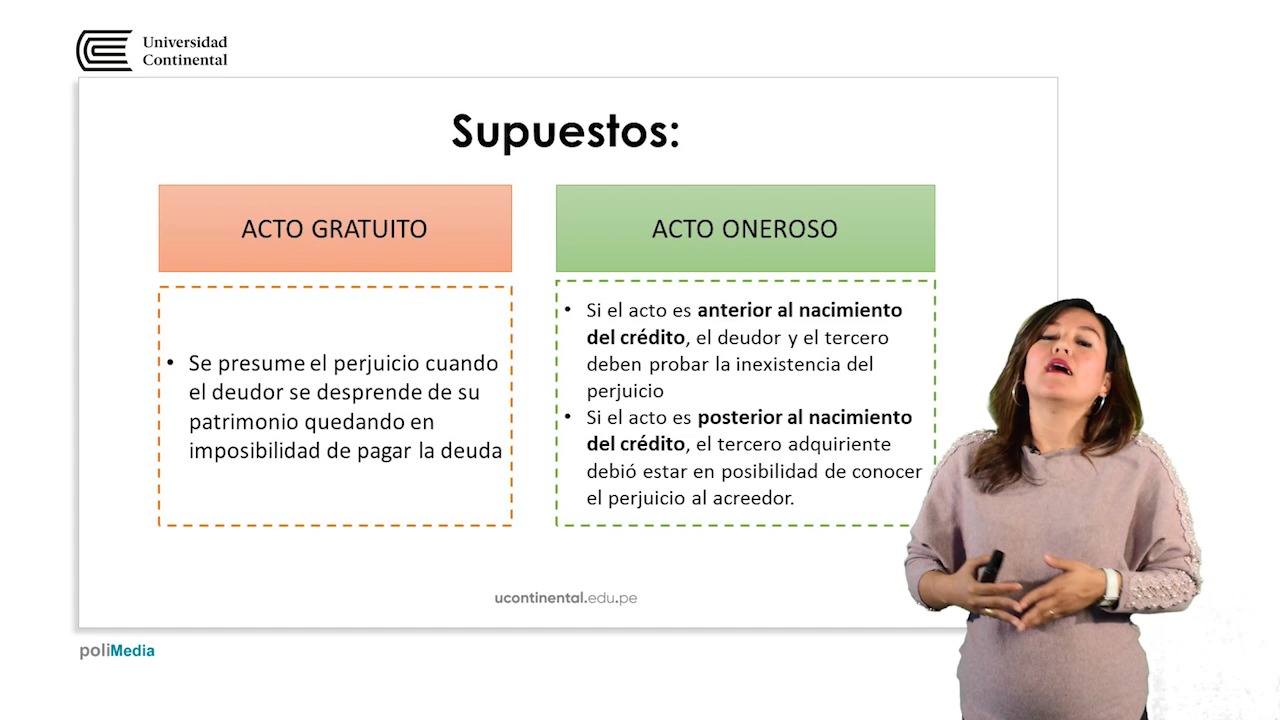 Universidad
Continental
Supuestos:
ACTO GRATUITO
• Se presume el perjuicio cuando
el deudor se desprende de su
patrimonio quedando en
imposibilidad de pagar la deuda
ACTO ONEROSO
• Si el acto es anterior al nacimiento
del crédito, el deudor y el tercero
deben probar la inexistencia del
perjuicio
• Si el acto es posterior al nacimiento
del crédito, el tercero adquiriente
debió estar en posibilidad de conocer
el perjuicio al acreedor.
ucontinental.edu.pe
poliMedia